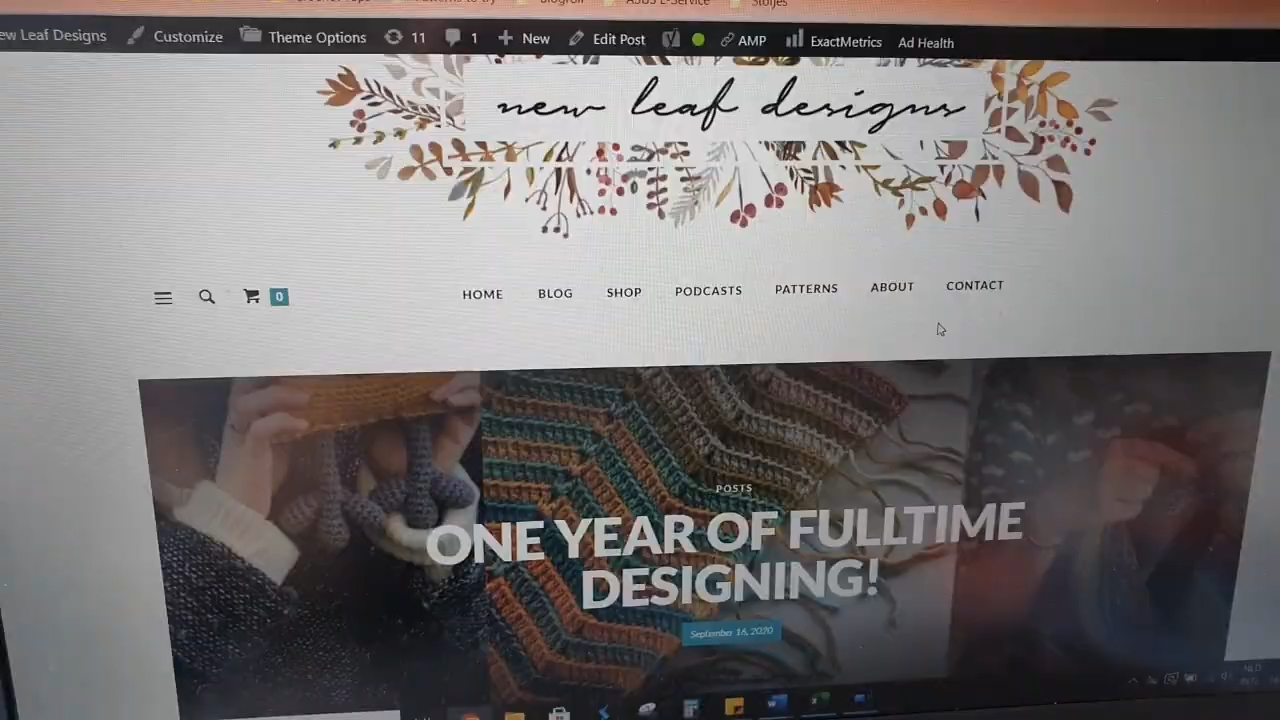 ew Leaf Designs Customize Theme Options 11 1 New Edit Post AMP ExactMetrics Ad Health
new leaf designs
0 HOME BLOG SHOP PODCASTS PATTERNS ABOUT CONTACT
POSTS
ONE YEAR OF FULLTIME
DESIGNING!
September 16, 2020
NLD